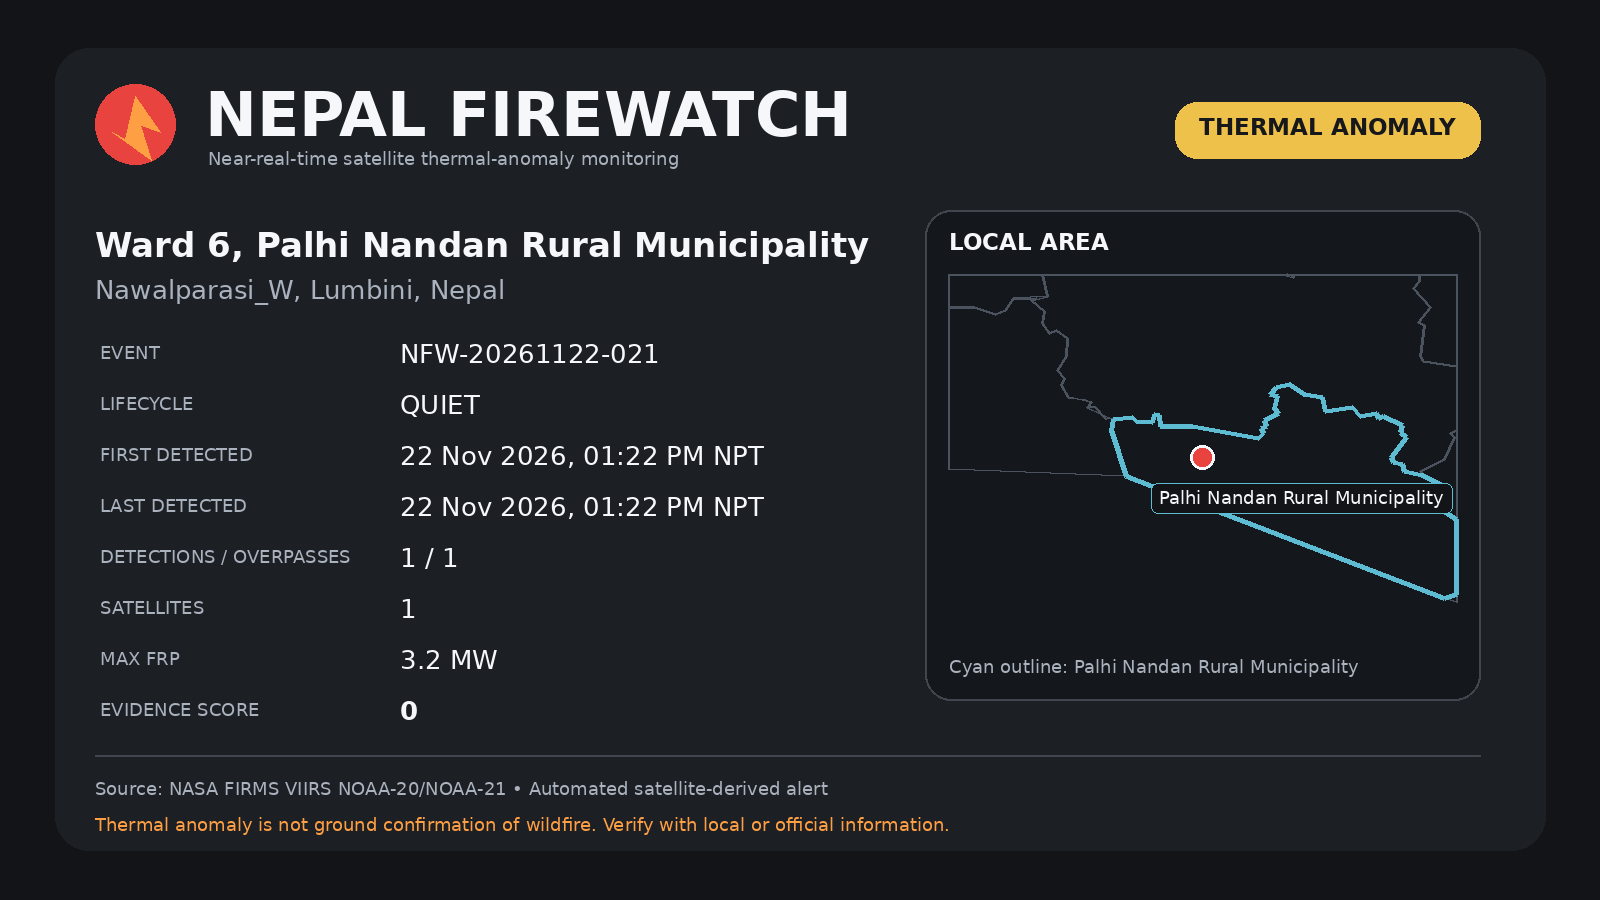 NEPAL FIREWATCH
Near-real-time satellite thermal-anomaly monitoring
THERMAL ANOMALY
Ward 6, Palhi Nandan Rural Municipality
Nawalparasi_W, Lumbini, Nepal
EVENT NFW-20261122-021
LIFECYCLE QUIET
FIRST DETECTED 22 Nov 2026, 01:22 PM NPT
LAST DETECTED 22 Nov 2026, 01:22 PM NPT
DETECTIONS / OVERPASSES 1 / 1
SATELLITES 1
MAX FRP 3.2 MW
EVIDENCE SCORE 0
LOCAL AREA
Palhi Nandan Rural Municipality
Cyan outline: Palhi Nandan Rural Municipality
Source: NASA FIRMS VIIRS NOAA-20/NOAA-21 • Automated satellite-derived alert
Thermal anomaly is not ground confirmation of wildfire. Verify with local or official information.